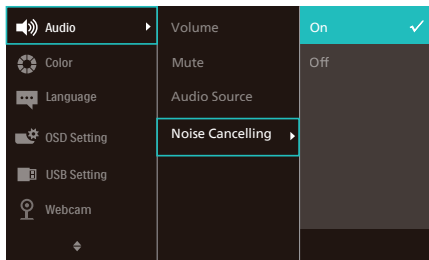 Audio
Color
Language
OSD Setting
USB Setting
Webcam
Volume
Mute
Audio Source
Noise Cancelling
On
Off